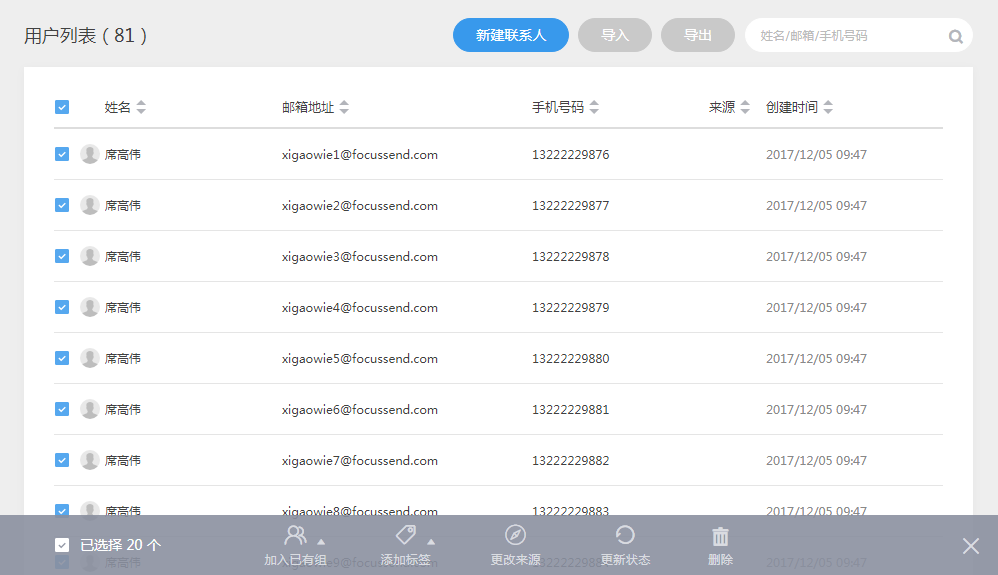 用户列表 ( 81 )
新建联系人 导入 导出 姓名/邮箱/手机号码
姓名 邮箱地址 手机号码 来源 创建时间
席高伟 xigaowie1@focussend.com 13222229876 2017/12/05 09:47
席高伟 xigaowie2@focussend.com 13222229877 2017/12/05 09:47
席高伟 xigaowie3@focussend.com 13222229878 2017/12/05 09:47
席高伟 xigaowie4@focussend.com 13222229879 2017/12/05 09:47
席高伟 xigaowie5@focussend.com 13222229880 2017/12/05 09:47
席高伟 xigaowie6@focussend.com 13222229881 2017/12/05 09:47
席高伟 xigaowie7@focussend.com 13222229882 2017/12/05 09:47
席高伟 xigaowie8@focussend.com 13222229883 2017/12/05 09:47
已选择 20 个
加入已有组 添加标签 更改来源 更新状态 删除